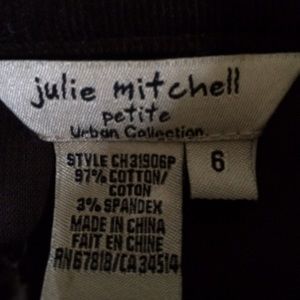 julie mitchell
petite
Urban Collection.
STYLE CH31906P
97% COTTON/
COTON
3% SPANDEX
MADE IN CHINA
FAIT EN CHINE
RN67818/CA34514
6